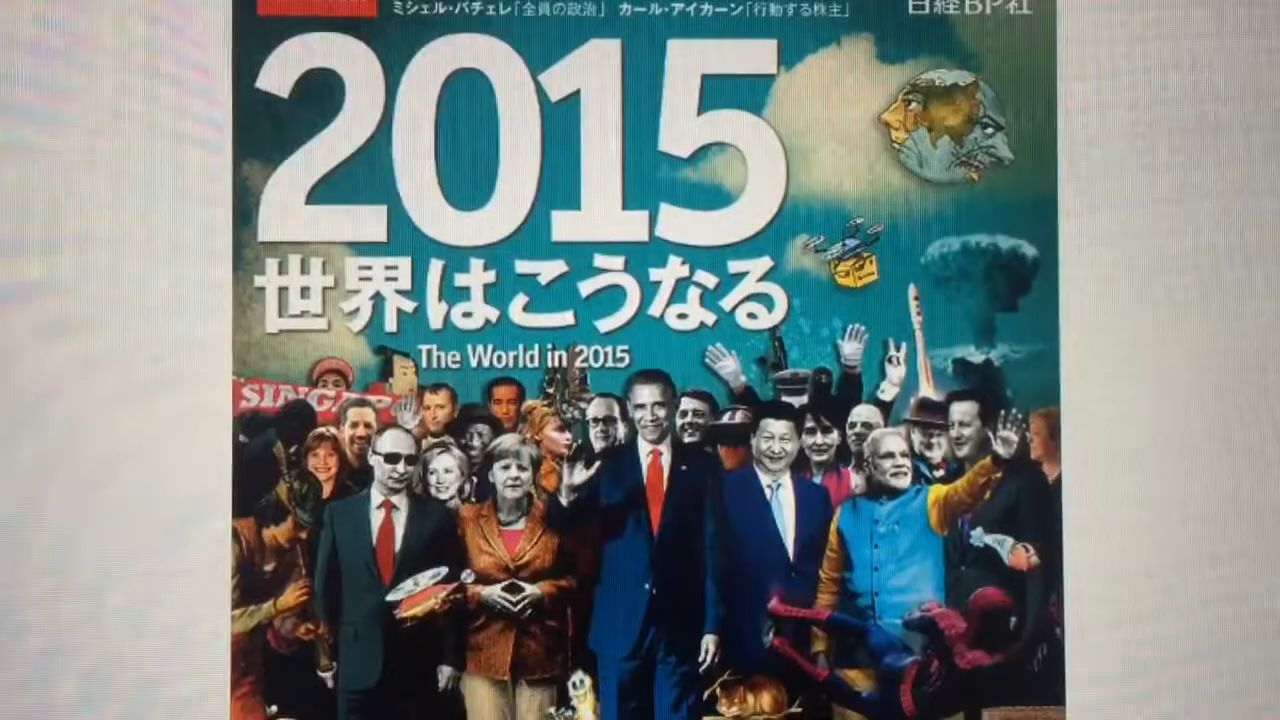 ミシェル・バチェレ「全員の政治」 カール・アイカーン「行動する株主」
日経BP社
2015
世界はこうなる
The World in 2015
SINGAPO